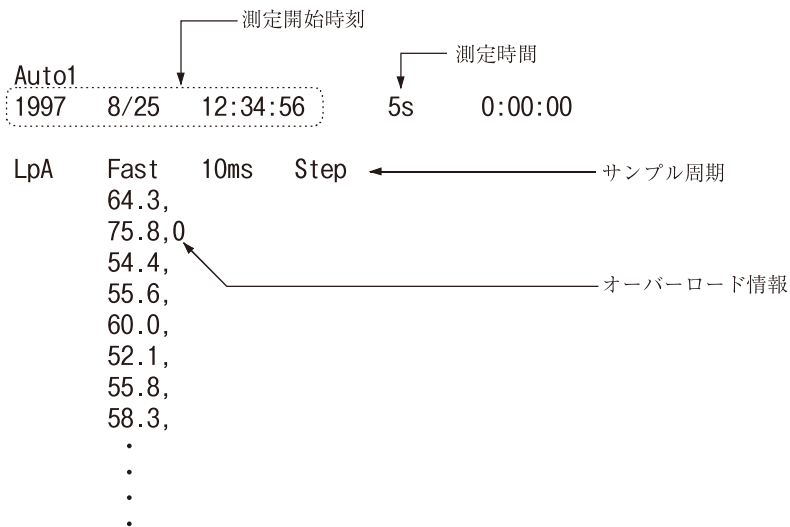 測定開始時刻
測定時間
Auto1
1997 8/25 12:34:56 5s 0:00:00
LpA Fast 10ms Step サンプル周期
64.3,
75.8,0
54.4,
オーバーロード情報
55.6,
60.0,
52.1,
55.8,
58.3,